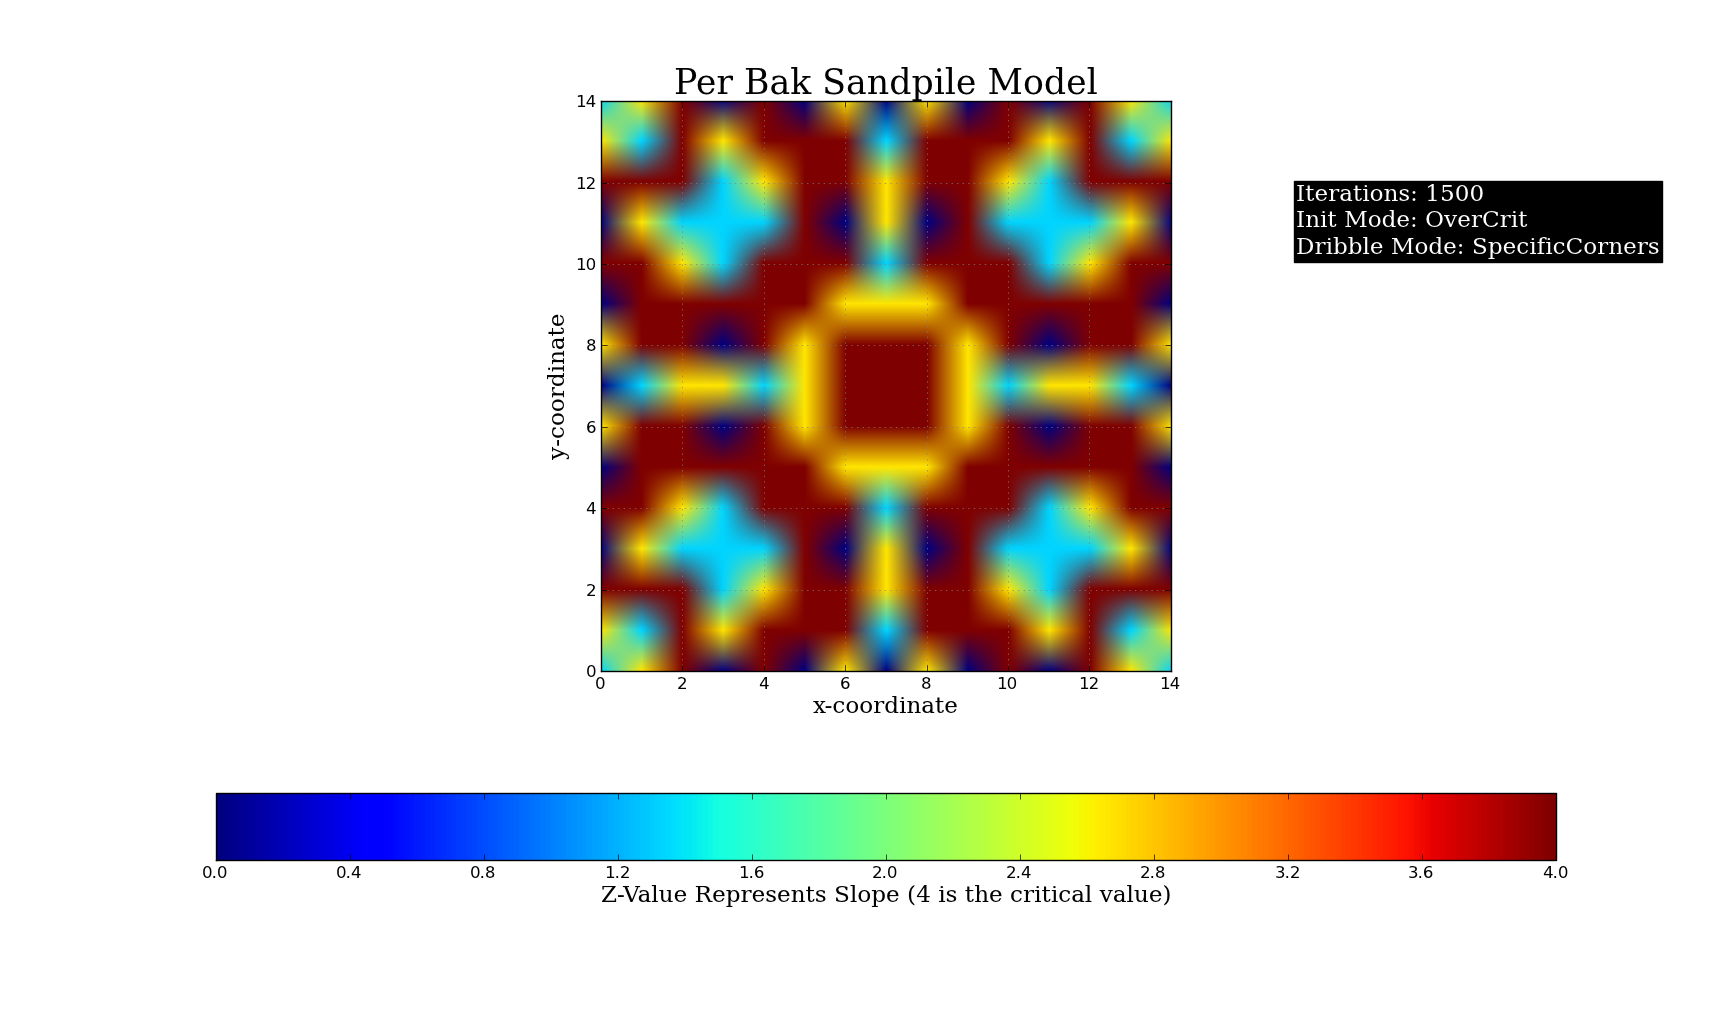 Per Bak Sandpile Model
14
12
10
8
6
4
2
0
y-coordinate
0 2 4 6 8 10 12 14
x-coordinate
Iterations: 1500
Init Mode: OverCrit
Dribble Mode: SpecificCorners
0.0 0.4 0.8 1.2 1.6 2.0 2.4 2.8 3.2 3.6 4.0
Z-Value Represents Slope (4 is the critical value)